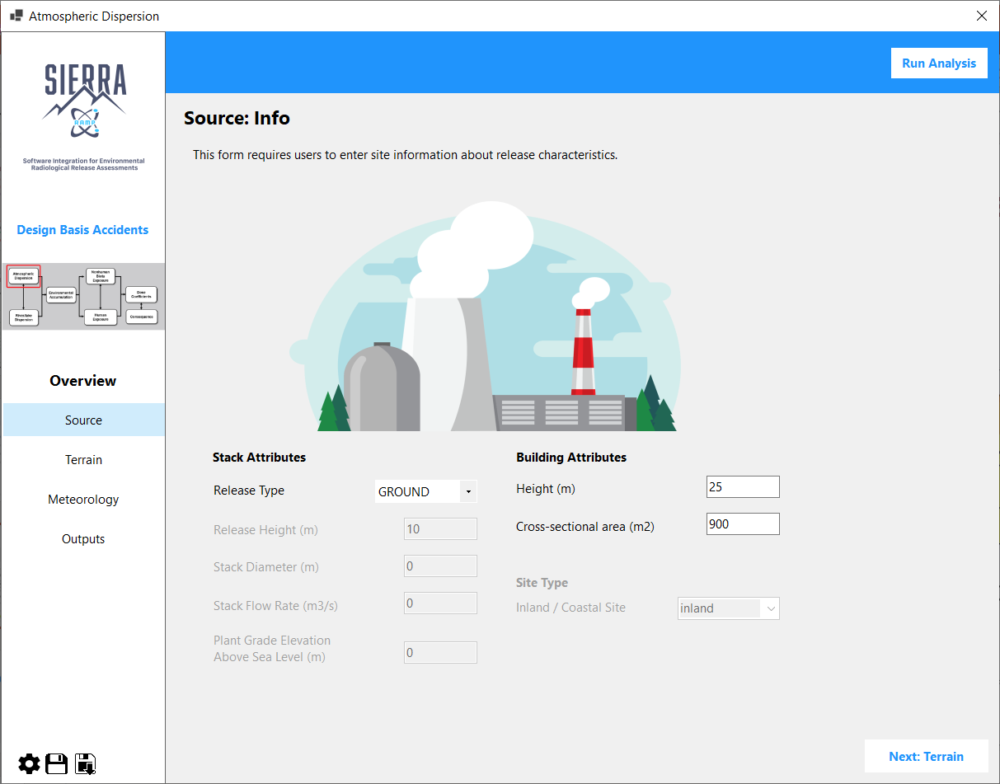 Atmospheric Dispersion
SIERRA
RAMP
Software Integration for Environmental
Radiological Release Assessments
Design Basis Accidents
Atmospheric
Dispersion
River/lake
Dispersion
Environmental
Accumulation
Nonhuman
Biota
Exposure
Human
Exposure
Dose
Coefficients
Consequence
Overview
Source
Terrain
Meteorology
Outputs
Run Analysis
Source: Info
This form requires users to enter site information about release characteristics.
Stack Attributes
Release Type
GROUND
Release Height (m)
10
Stack Diameter (m)
0
Stack Flow Rate (m3/s)
0
Plant Grade Elevation
Above Sea Level (m)
0
Building Attributes
Height (m)
25
Cross-sectional area (m2)
900
Site Type
Inland / Coastal Site
inland
Next: Terrain